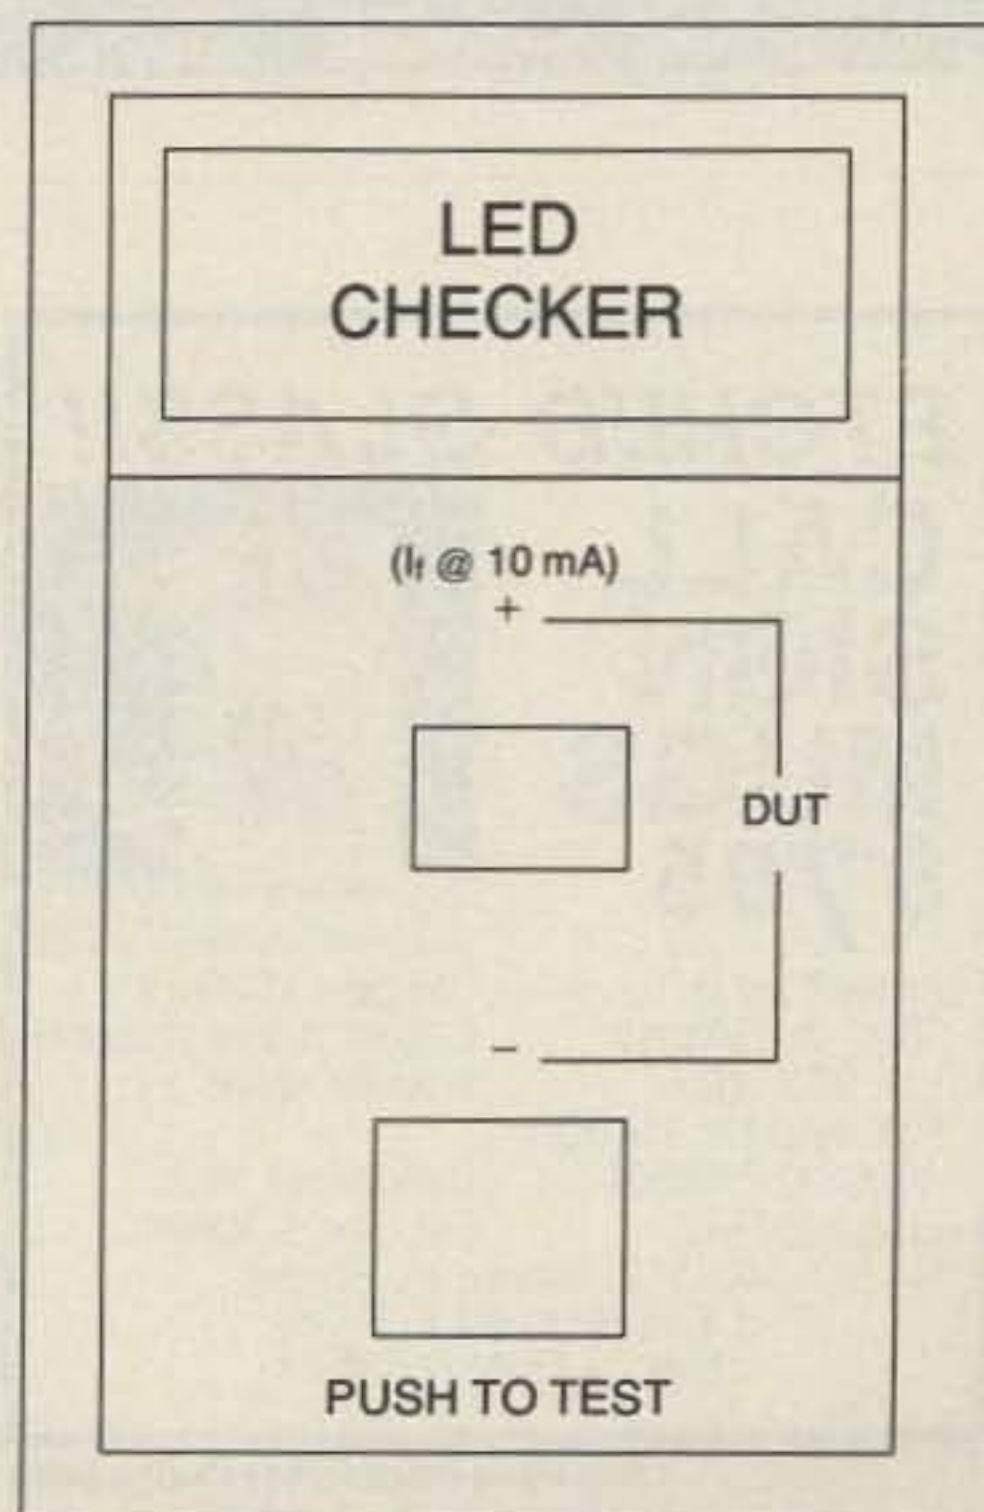 LED
CHECKER
(If @ 10 mA)
+
DUT
−
PUSH TO TEST